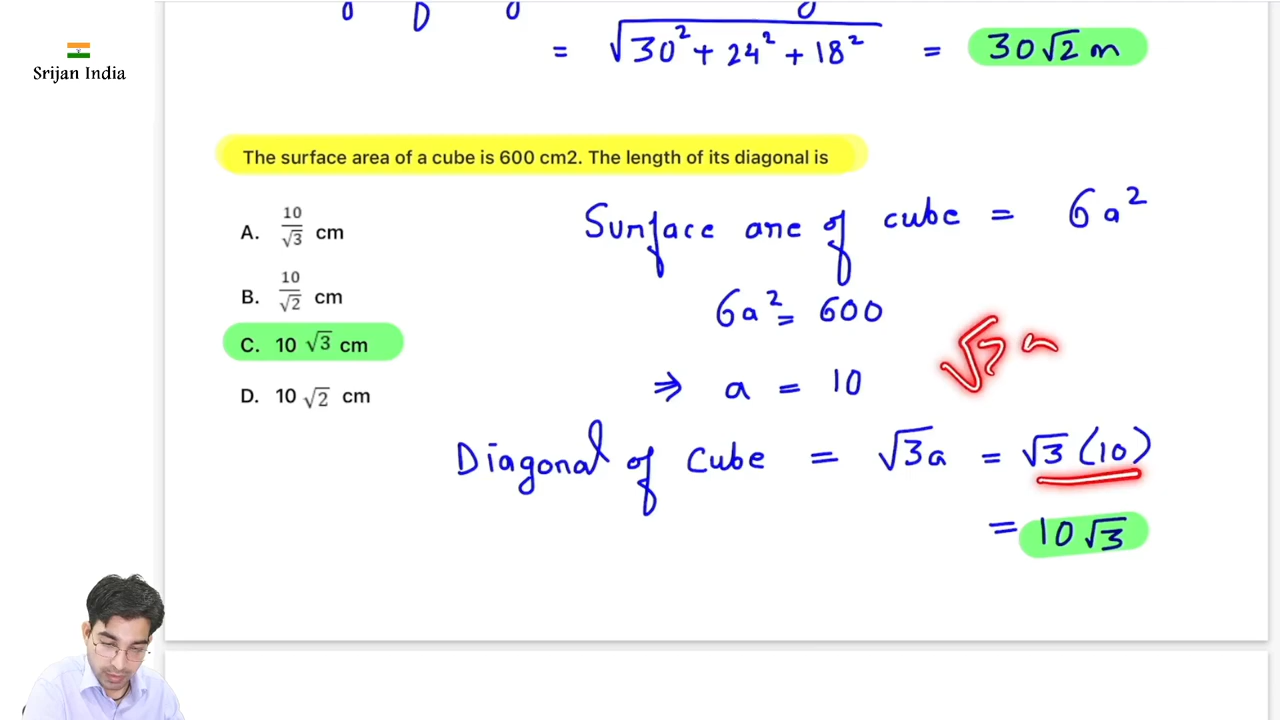 = √30² + 24² + 18² = 30√2 m
Srijan India
The surface area of a cube is 600 cm2. The length of its diagonal is
A. 10/√3 cm
B. 10/√2 cm
C. 10 √3 cm
D. 10 √2 cm
Surface are of cube = 6a²
6a² = 600
⇒ a = 10
√3 a
Diagonal of cube = √3a = √3 (10)
= 10√3